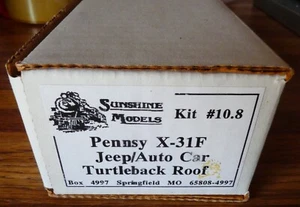 Sunshine
Models
Kit #10.8
Pennsy X-31F
Jeep/Auto Car
Turtleback Roof
Box 4997 Springfield MO 65808-4997